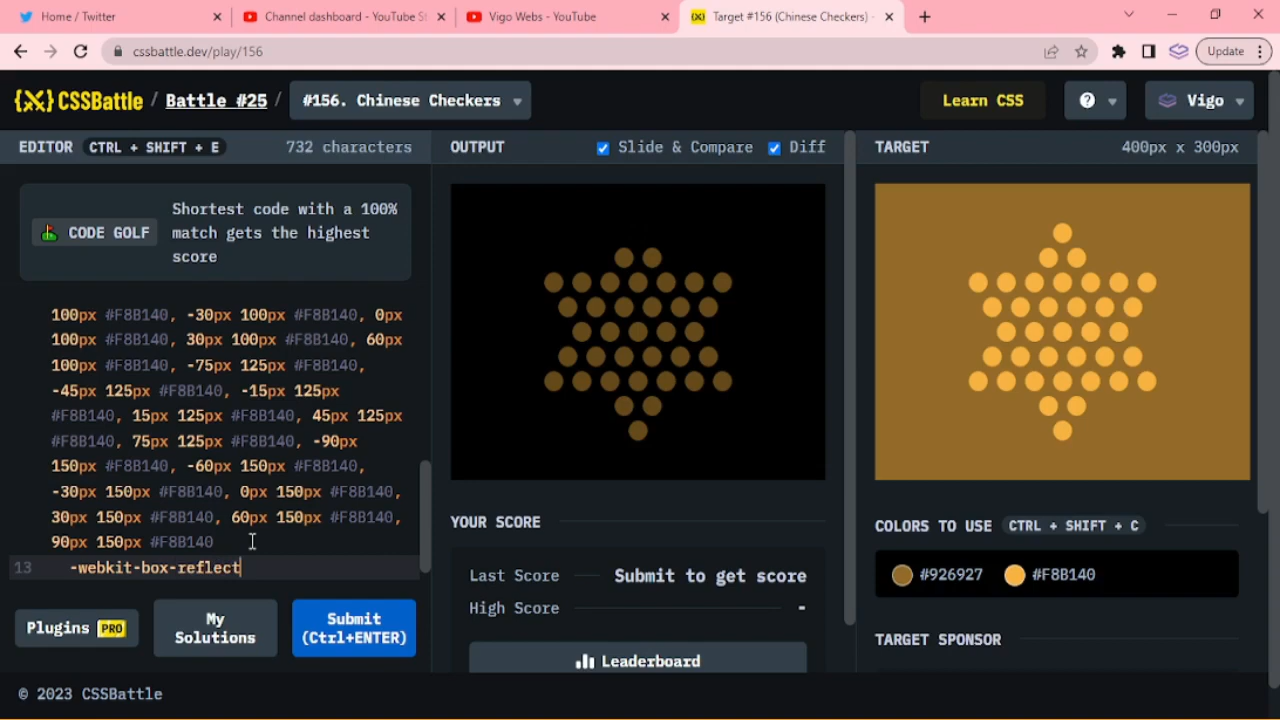 Home / Twitter
Channel dashboard - YouTube St
Vigo Webs - YouTube
Target #156 (Chinese Checkers) -
cssbattle.dev/play/156
Update
CSSBattle / Battle #25 / #156. Chinese Checkers
Learn CSS
Vigo
EDITOR CTRL + SHIFT + E 732 characters
OUTPUT Slide & Compare Diff
TARGET 400px x 300px
CODE GOLF
Shortest code with a 100%
match gets the highest
score
100px #F8B140, -30px 100px #F8B140, 0px
100px #F8B140, 30px 100px #F8B140, 60px
100px #F8B140, -75px 125px #F8B140,
-45px 125px #F8B140, -15px 125px
#F8B140, 15px 125px #F8B140, 45px 125px
#F8B140, 75px 125px #F8B140, -90px
150px #F8B140, -60px 150px #F8B140,
-30px 150px #F8B140, 0px 150px #F8B140,
30px 150px #F8B140, 60px 150px #F8B140,
90px 150px #F8B140
13 -webkit-box-reflect
Plugins PRO
My
Solutions
Submit
(Ctrl+ENTER)
YOUR SCORE
Last Score Submit to get score
High Score -
Leaderboard
COLORS TO USE CTRL + SHIFT + C
#926927 #F8B140
TARGET SPONSOR
© 2023 CSSBattle